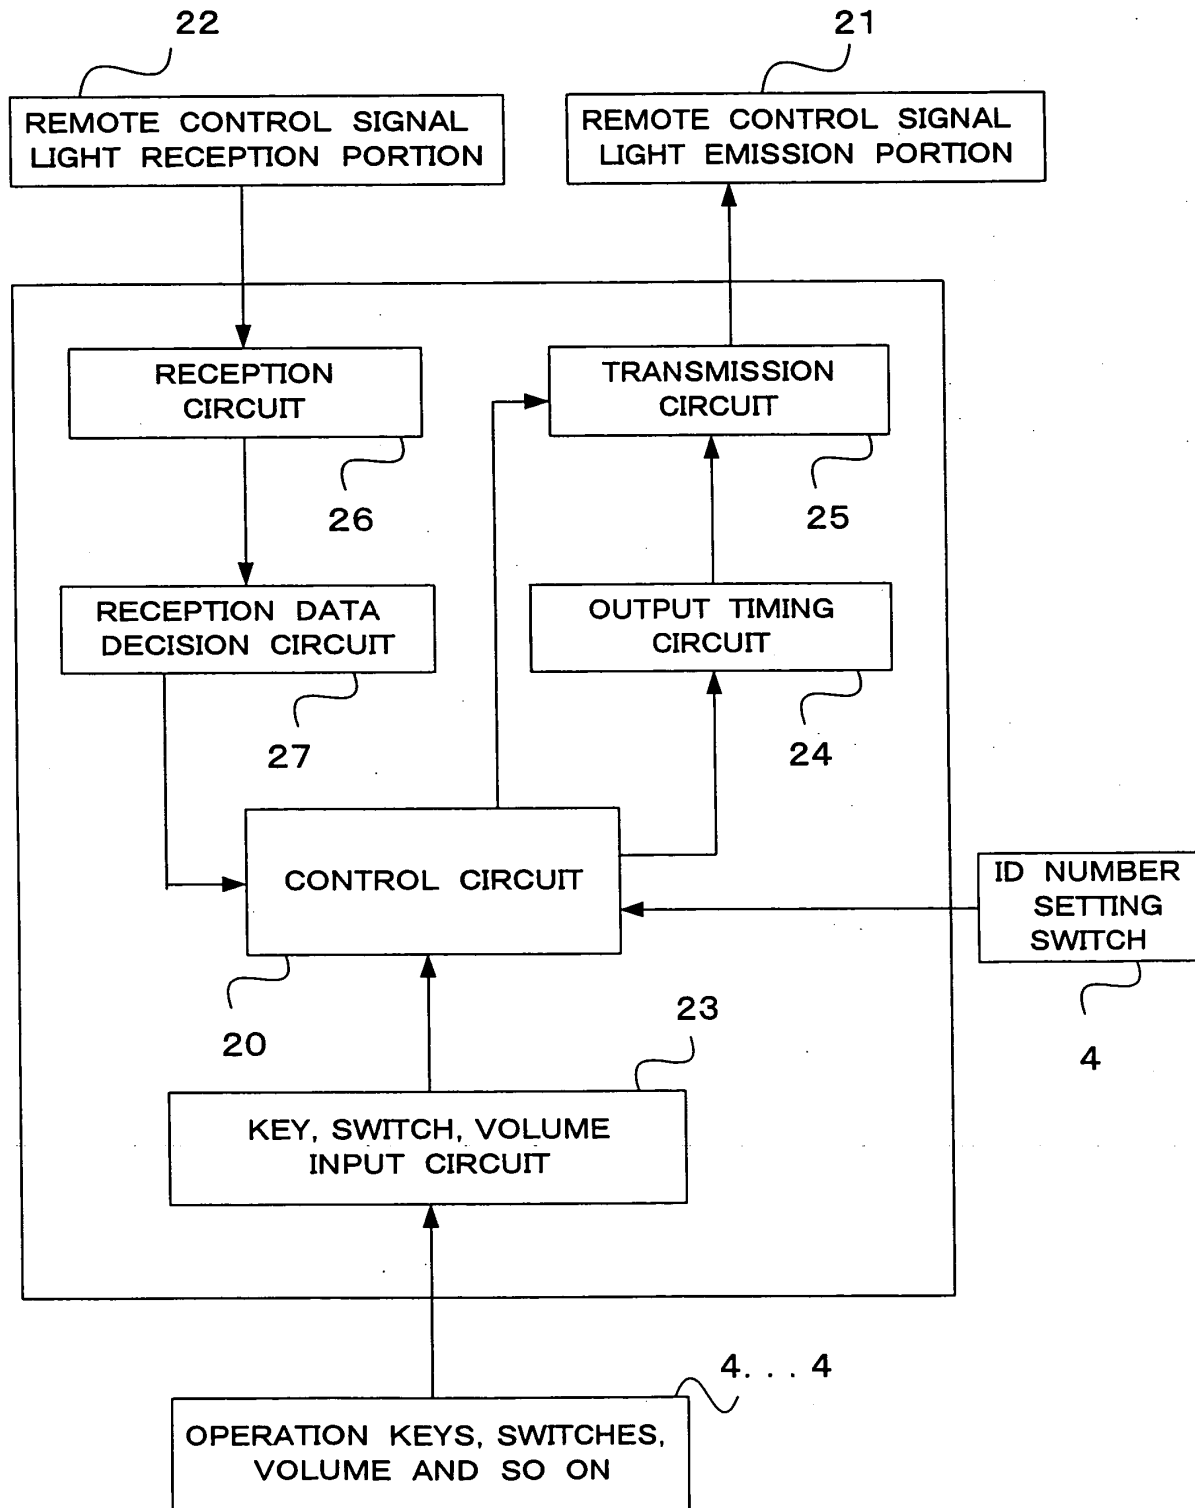 22
21
REMOTE CONTROL SIGNAL
LIGHT RECEPTION PORTION
REMOTE CONTROL SIGNAL
LIGHT EMISSION PORTION
RECEPTION
CIRCUIT
26
TRANSMISSION
CIRCUIT
25
RECEPTION DATA
DECISION CIRCUIT
27
OUTPUT TIMING
CIRCUIT
24
CONTROL CIRCUIT
20
ID NUMBER
SETTING
SWITCH
4
23
KEY, SWITCH, VOLUME
INPUT CIRCUIT
4. . . 4
OPERATION KEYS, SWITCHES,
VOLUME AND SO ON